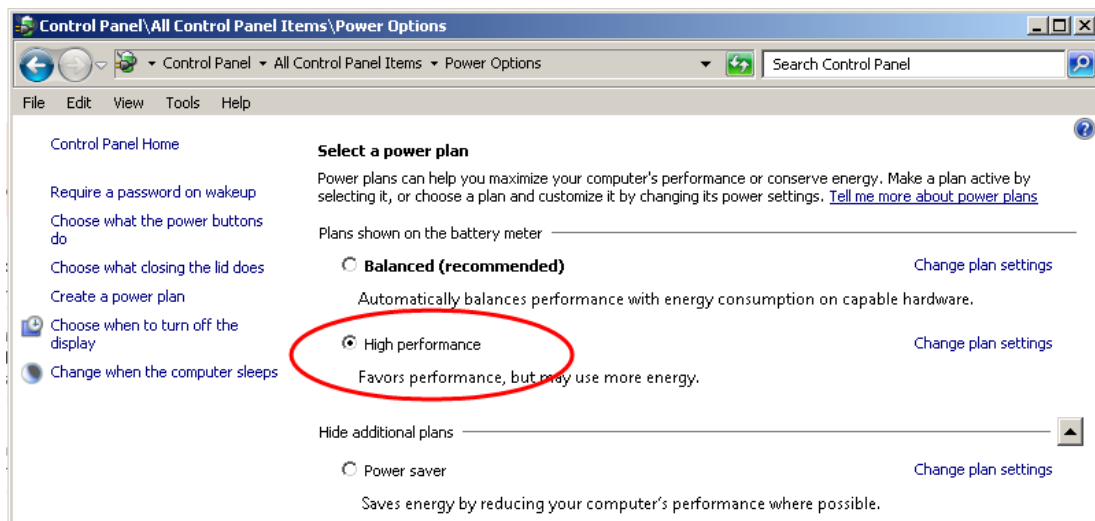 Control Panel\All Control Panel Items\Power Options
Control Panel All Control Panel Items Power Options
Search Control Panel
File Edit View Tools Help
Control Panel Home
Require a password on wakeup
Choose what the power buttons
do
Choose what closing the lid does
Create a power plan
Choose when to turn off the
display
Change when the computer sleeps
Select a power plan
Power plans can help you maximize your computer's performance or conserve energy. Make a plan active by
selecting it, or choose a plan and customize it by changing its power settings. Tell me more about power plans
Plans shown on the battery meter
Balanced (recommended) Change plan settings
Automatically balances performance with energy consumption on capable hardware.
High performance Change plan settings
Favors performance, but may use more energy.
Hide additional plans
Power saver Change plan settings
Saves energy by reducing your computer's performance where possible.